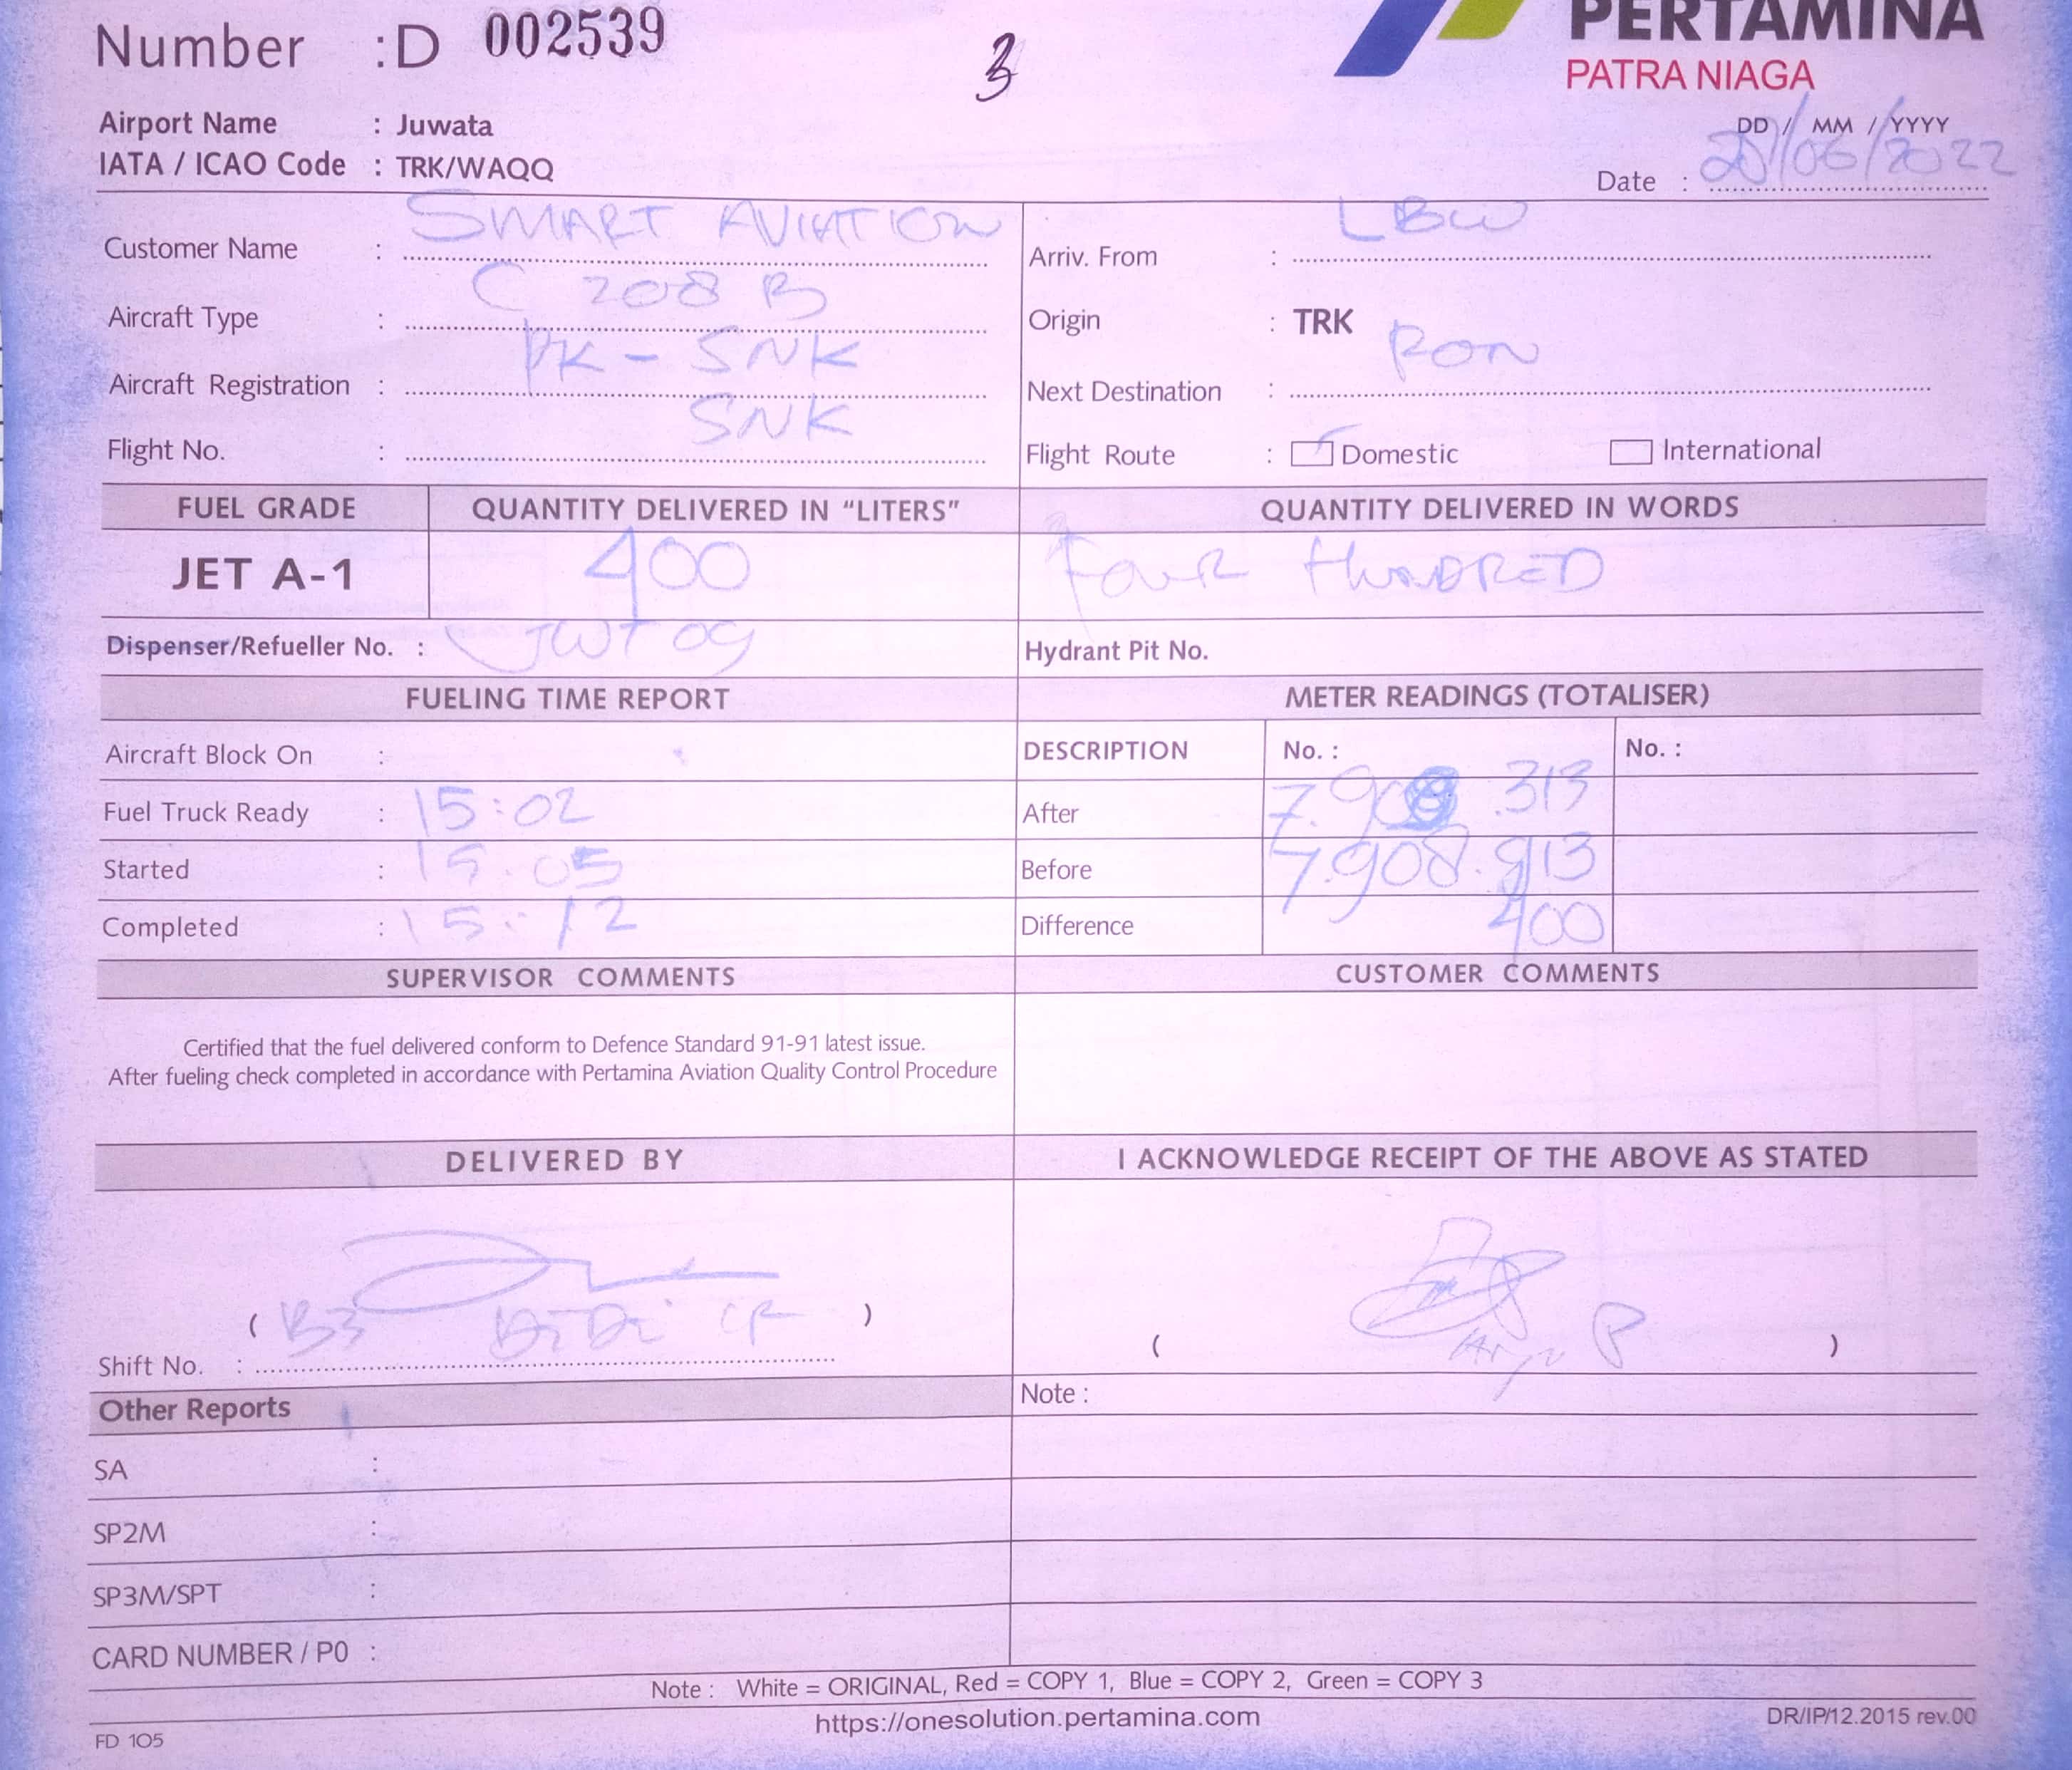 PERTAMINA
PATRA NIAGA
Number : D 002539
3
Airport Name : Juwata
IATA / ICAO Code : TRK/WAQQ
DD / MM / YYYY
Date : /06/2022
Customer Name : SMART AVIATION
Arriv. From : LBW
Aircraft Type : C 208 B
Origin : TRK
Aircraft Registration : PK - SNK
Next Destination : RON
Flight No. : SNK
Flight Route : Domestic International
FUEL GRADE QUANTITY DELIVERED IN “LITERS” QUANTITY DELIVERED IN WORDS
JET A-1 400 Four HUNDRED
Dispenser/Refueller No. : JWT 09 Hydrant Pit No.
FUELING TIME REPORT METER READINGS (TOTALISER)
Aircraft Block On : DESCRIPTION No. : No. :
Fuel Truck Ready : 15:02 After .313
Started : 15.05 Before 7.908.913
Completed : 15:12 Difference 400
SUPERVISOR COMMENTS CUSTOMER COMMENTS
Certified that the fuel delivered conform to Defence Standard 91-91 latest issue.
After fueling check completed in accordance with Pertamina Aviation Quality Control Procedure
DELIVERED BY I ACKNOWLEDGE RECEIPT OF THE ABOVE AS STATED
( B3 DiDi )
Shift No. :
( P )
Other Reports Note :
SA :
SP2M :
SP3M/SPT :
CARD NUMBER / P0 :
Note : White = ORIGINAL, Red = COPY 1, Blue = COPY 2, Green = COPY 3
https://onesolution.pertamina.com
FD 105
DR/IP/12.2015 rev.00